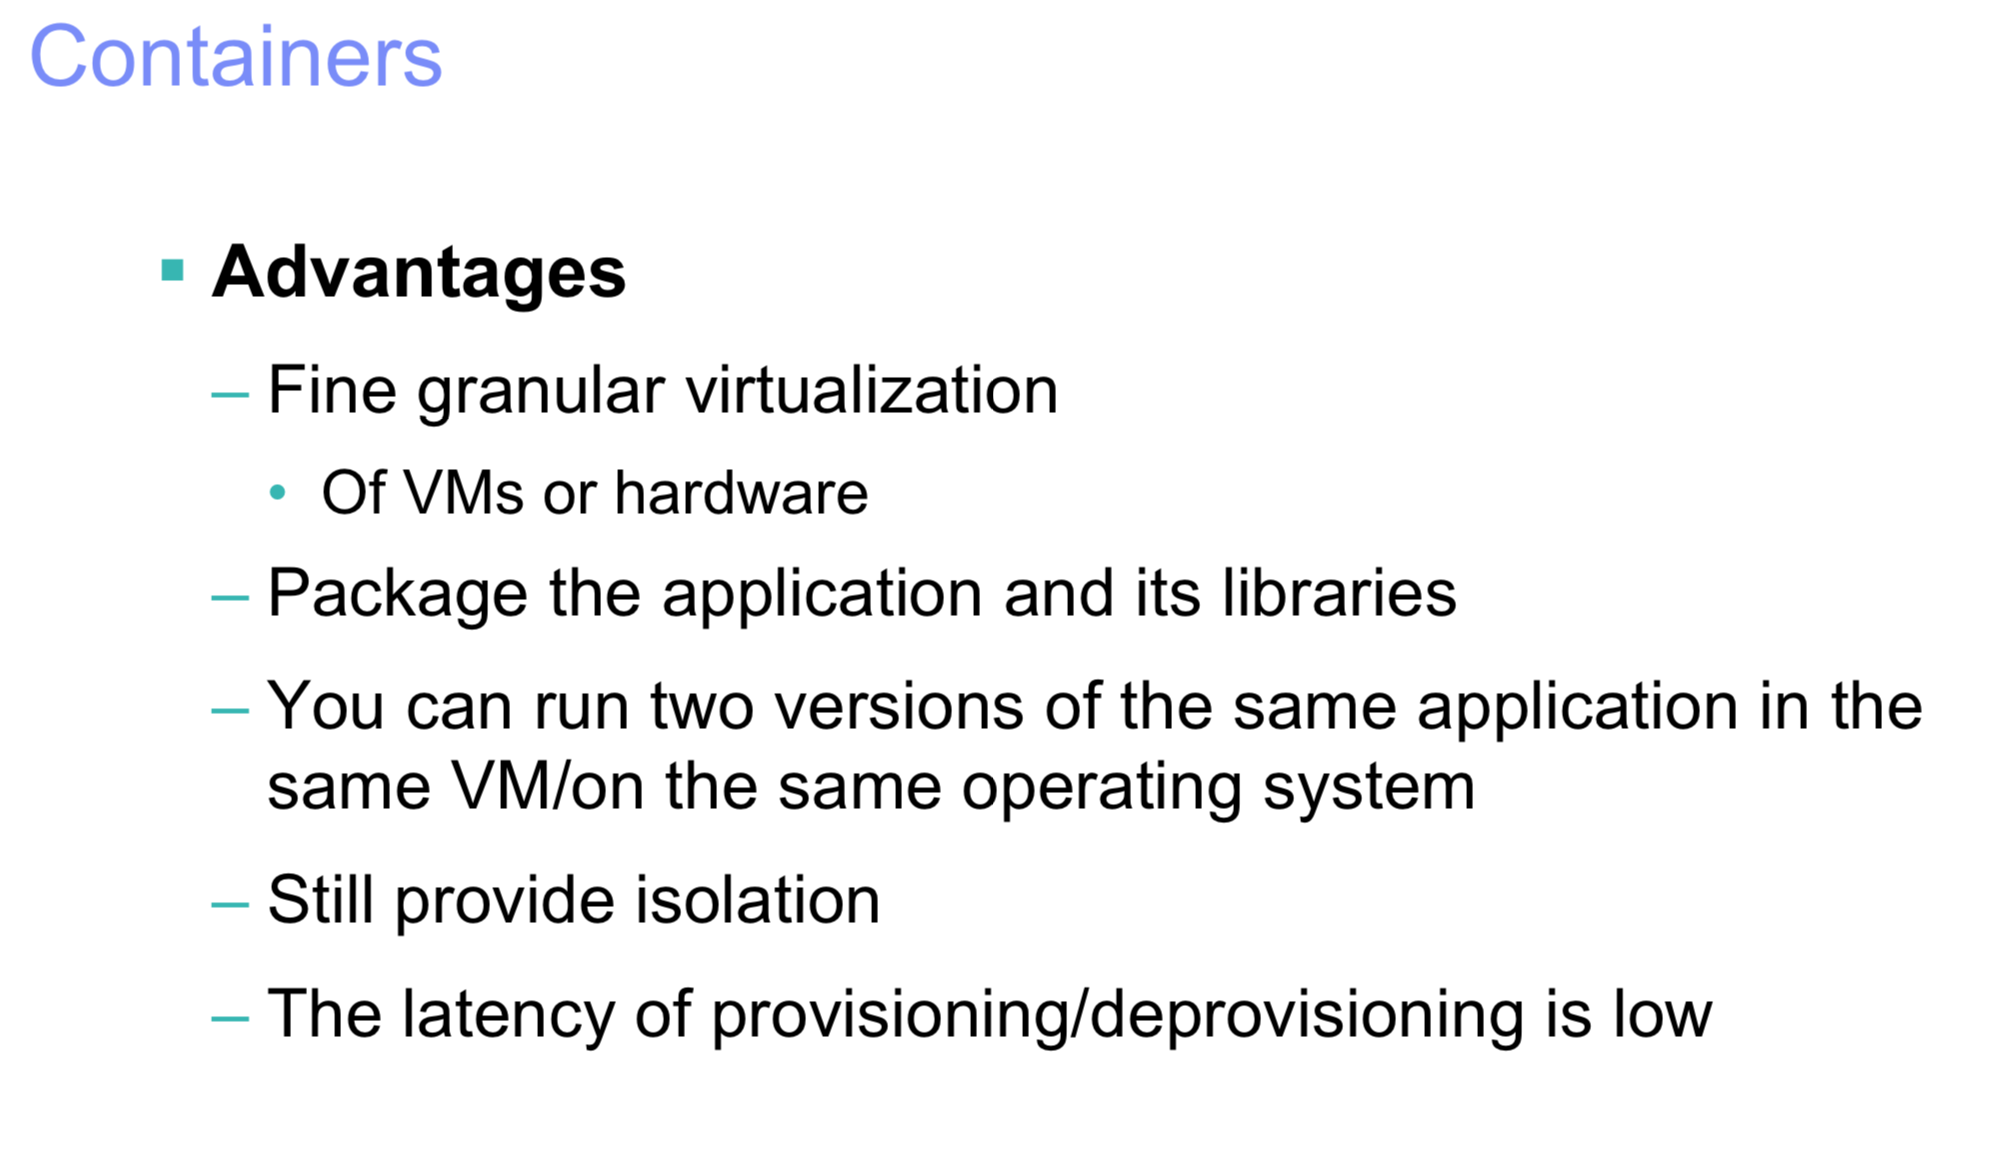 Containers
▪ Advantages
– Fine granular virtualization
• Of VMs or hardware
– Package the application and its libraries
– You can run two versions of the same application in the
same VM/on the same operating system
– Still provide isolation
– The latency of provisioning/deprovisioning is low